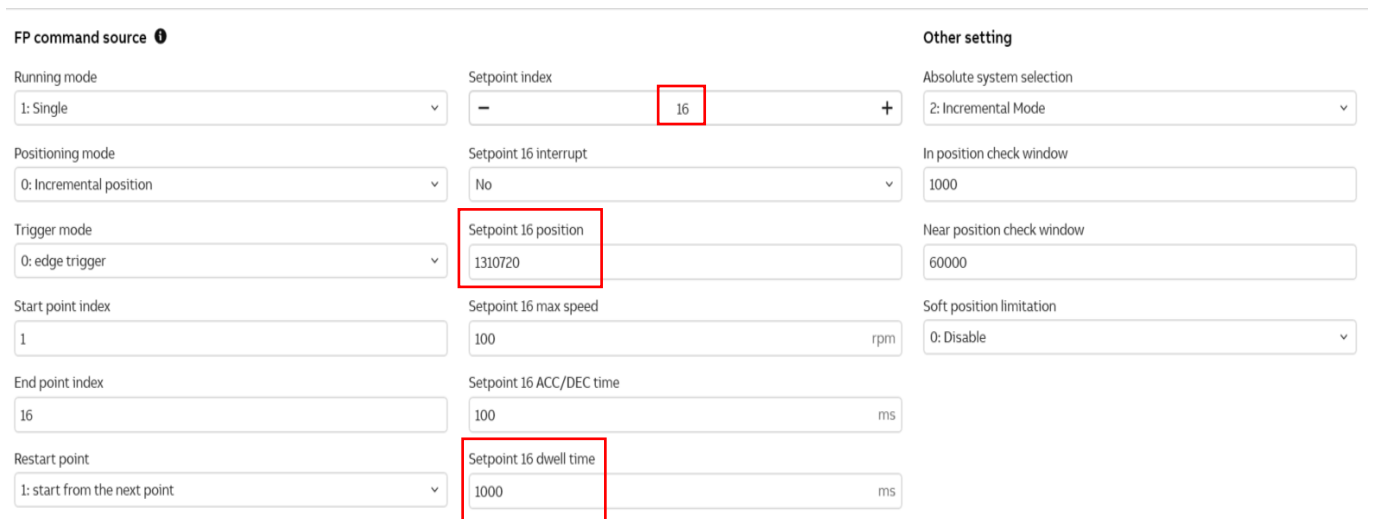 FP command source
Running mode
1: Single
Positioning mode
0: Incremental position
Trigger mode
0: edge trigger
Start point index
1
End point index
16
Restart point
1: start from the next point
Setpoint index
− 16 +
Setpoint 16 interrupt
No
Setpoint 16 position
1310720
Setpoint 16 max speed
100 rpm
Setpoint 16 ACC/DEC time
100 ms
Setpoint 16 dwell time
1000 ms
Other setting
Absolute system selection
2: Incremental Mode
In position check window
1000
Near position check window
60000
Soft position limitation
0: Disable